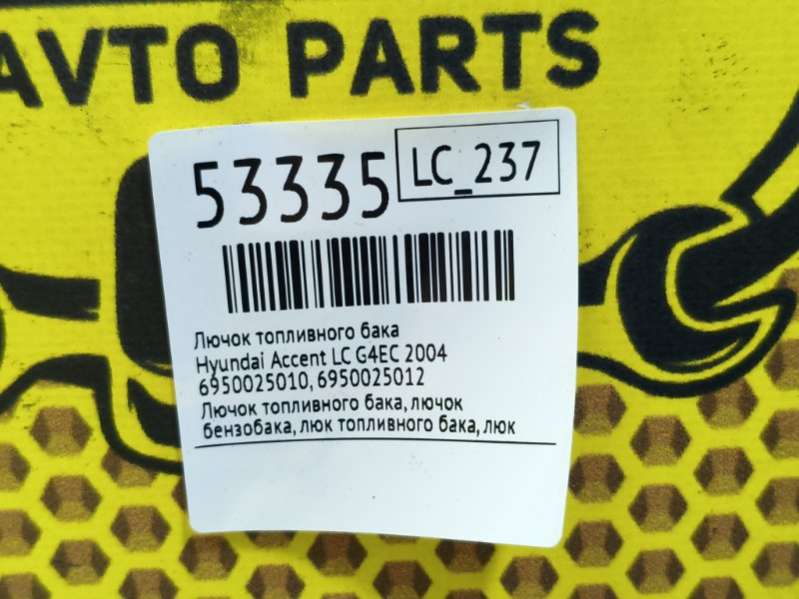 AVTO PARTS
53335
LC_237
Лючок топливного бака
Hyundai Accent LC G4EC 2004
6950025010, 6950025012
Лючок топливного бака, лючок
бензобака, люк топливного бака, люк